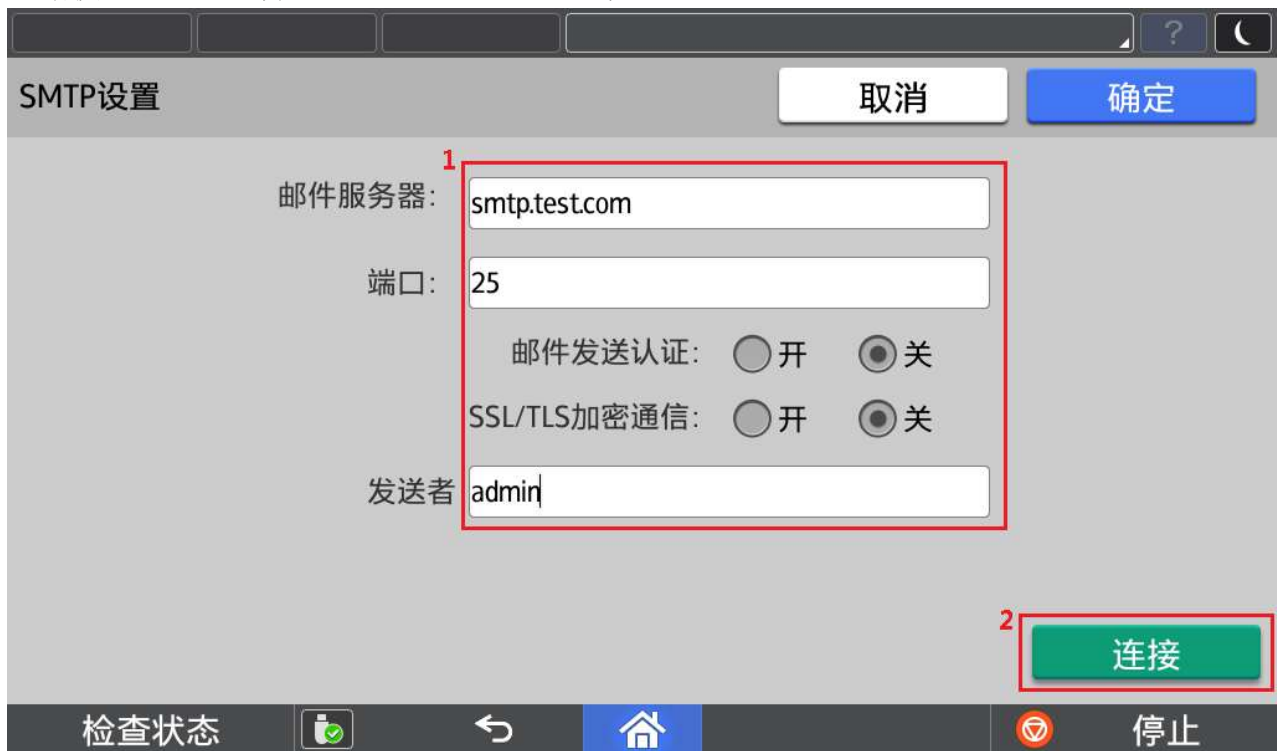 ?
SMTP设置 取消 确定
1
邮件服务器: smtp.test.com
端口: 25
邮件发送认证: 开 关
SSL/TLS加密通信: 开 关
发送者 admin
2
连接
检查状态 停止